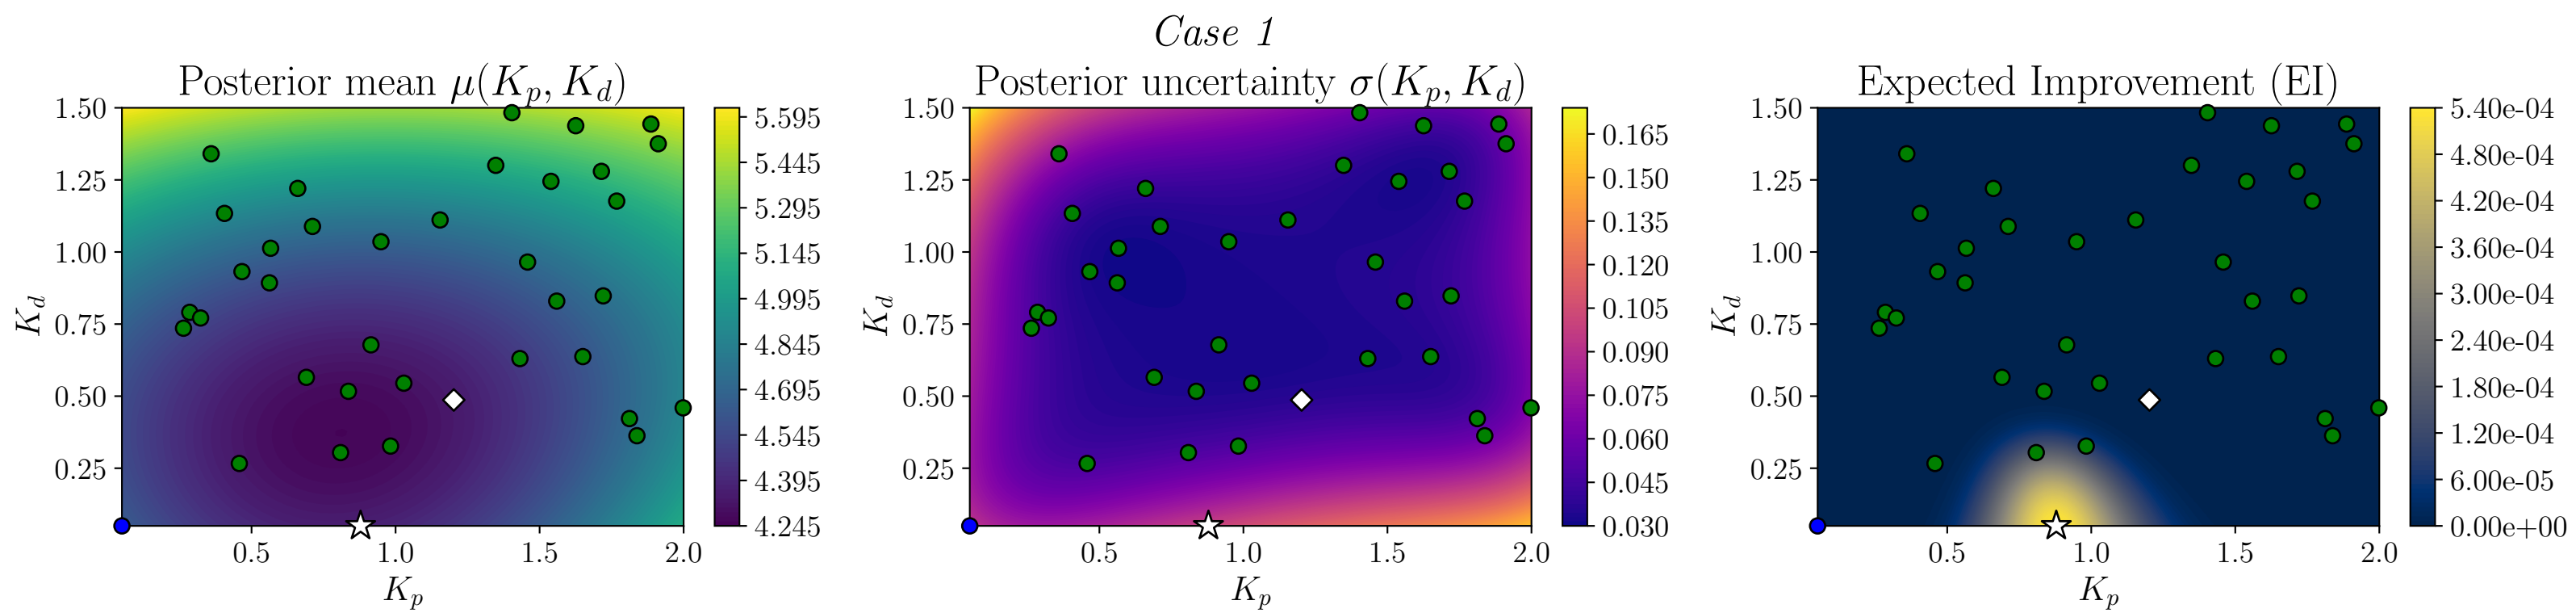 Case 1
Posterior mean μ(K_p, K_d)
1.50
1.25
1.00
0.75
0.50
0.25
K_d
0.5 1.0 1.5 2.0
K_p
5.595
5.445
5.295
5.145
4.995
4.845
4.695
4.545
4.395
4.245
Posterior uncertainty σ(K_p, K_d)
1.50
1.25
1.00
0.75
0.50
0.25
K_d
0.5 1.0 1.5 2.0
K_p
0.165
0.150
0.135
0.120
0.105
0.090
0.075
0.060
0.045
0.030
Expected Improvement (EI)
1.50
1.25
1.00
0.75
0.50
0.25
K_d
0.5 1.0 1.5 2.0
K_p
5.40e-04
4.80e-04
4.20e-04
3.60e-04
3.00e-04
2.40e-04
1.80e-04
1.20e-04
6.00e-05
0.00e+00